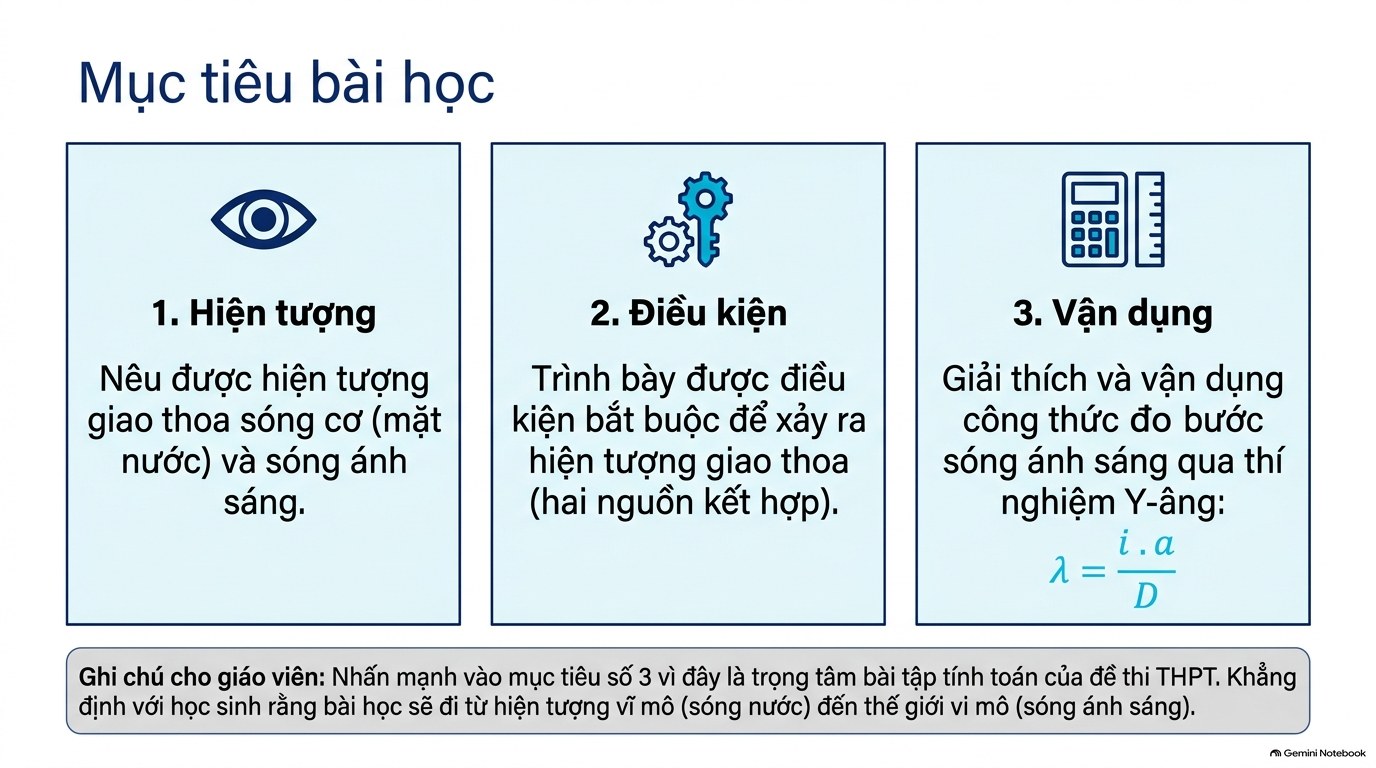 Mục tiêu bài học
1. Hiện tượng
Nêu được hiện tượng
giao thoa sóng cơ (mặt
nước) và sóng ánh
sáng.
2. Điều kiện
Trình bày được điều
kiện bắt buộc để xảy ra
hiện tượng giao thoa
(hai nguồn kết hợp).
3. Vận dụng
Giải thích và vận dụng
công thức đo bước
sóng ánh sáng qua thí
nghiệm Y-âng:
λ = i . a / D
Ghi chú cho giáo viên: Nhấn mạnh vào mục tiêu số 3 vì đây là trọng tâm bài tập tính toán của đề thi THPT. Khẳng
định với học sinh rằng bài học sẽ đi từ hiện tượng vĩ mô (sóng nước) đến thế giới vi mô (sóng ánh sáng).
Gemini Notebook